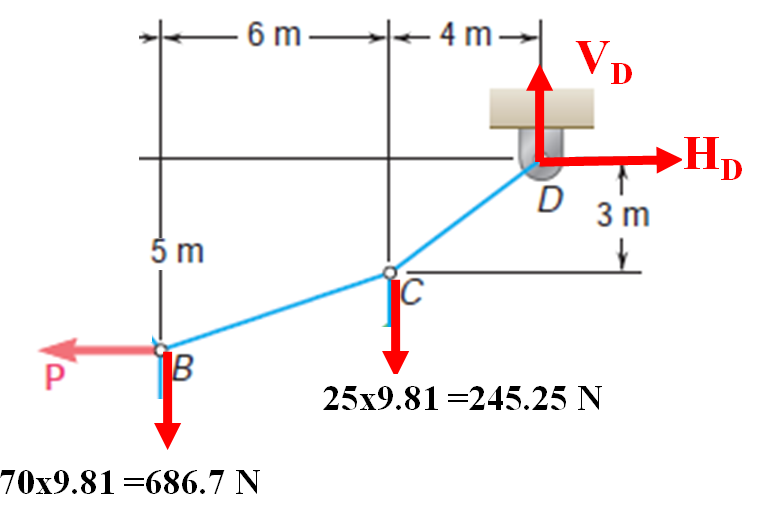 6 m
4 m
V_D
H_D
D
3 m
5 m
C
P
B
25x9.81 =245.25 N
70x9.81 =686.7 N